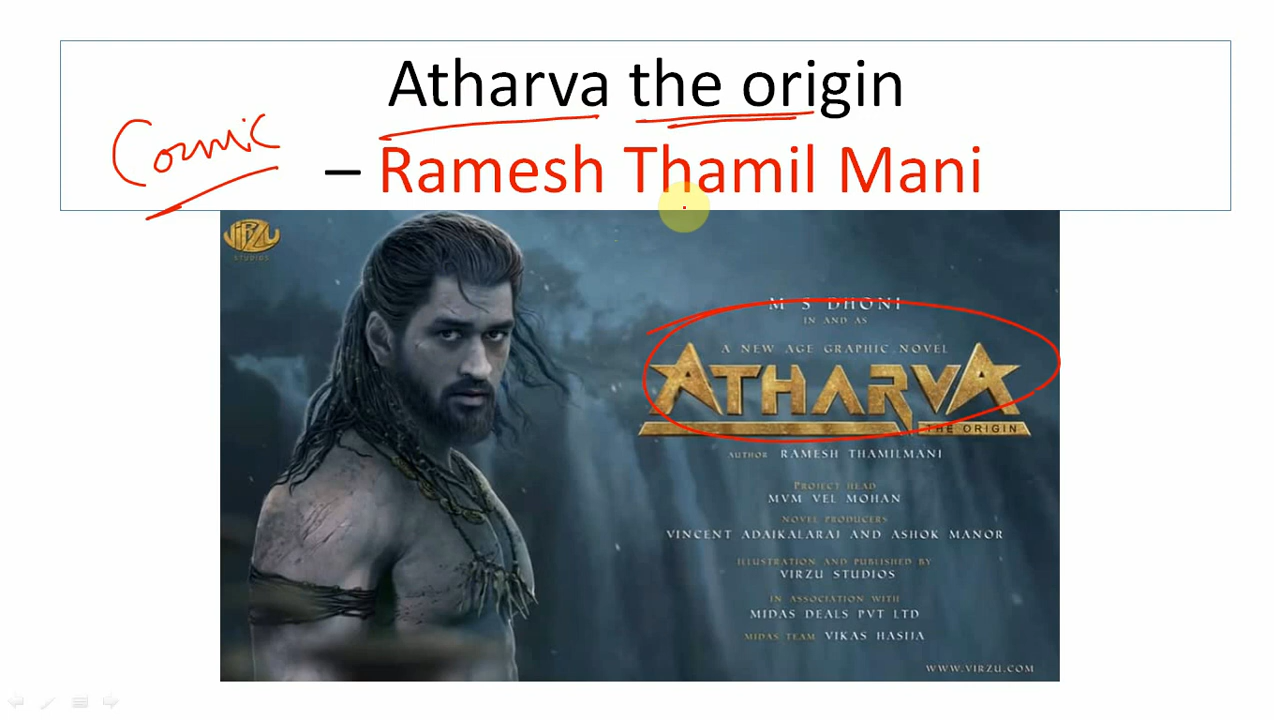 Atharva the origin
Cosmic
– Ramesh Thamil Mani
VIRZU
STUDIOS
M S DHONI
IN AND AS
A NEW AGE GRAPHIC NOVEL
ATHARVA
THE ORIGIN
AUTHOR RAMESH THAMILMANI
PROJECT HEAD
MVM VEL MOHAN
NOVEL PRODUCERS
VINCENT ADAIKALARAJ AND ASHOK MANOR
ILLUSTRATION AND PUBLISHED BY
VIRZU STUDIOS
IN ASSOCIATION WITH
MIDAS DEALS PVT LTD
MIDAS TEAM VIKAS HASIJA
WWW.VIRZU.COM